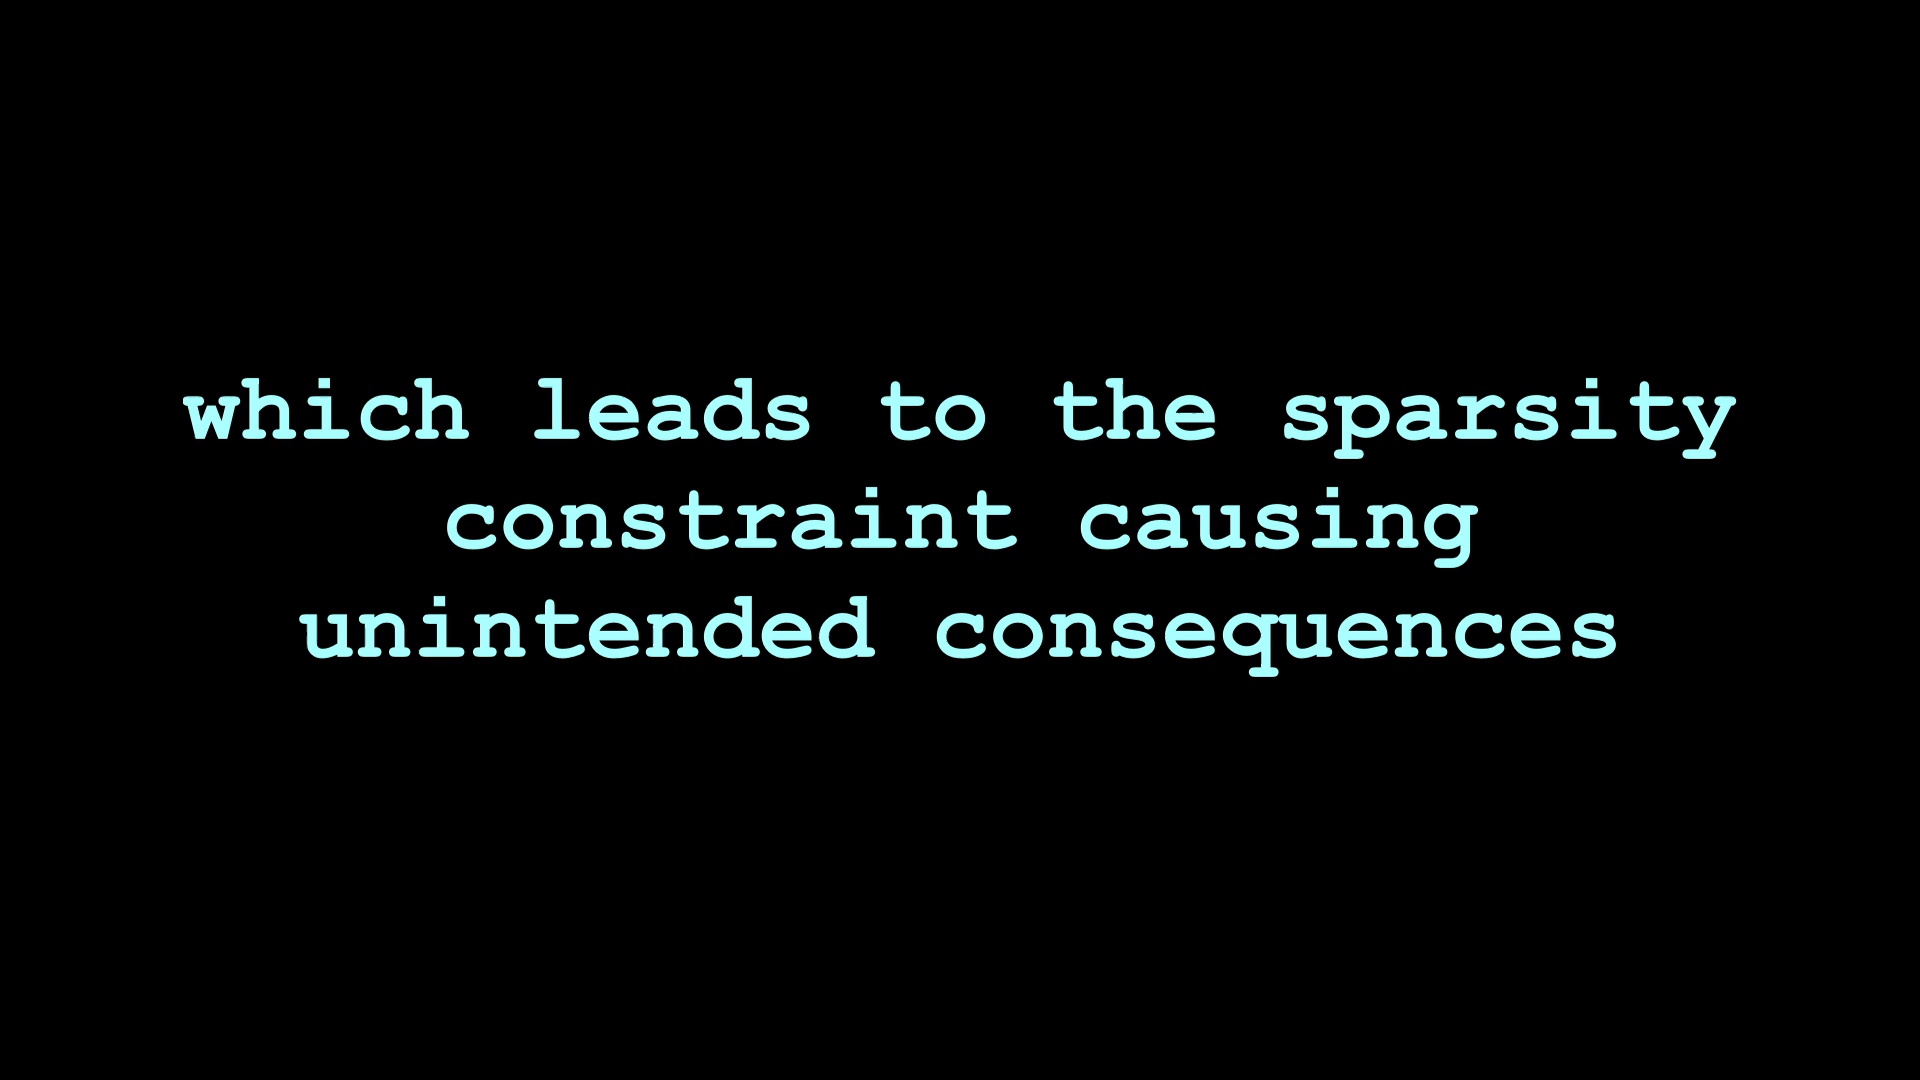 which leads to the sparsity
constraint causing
unintended consequences